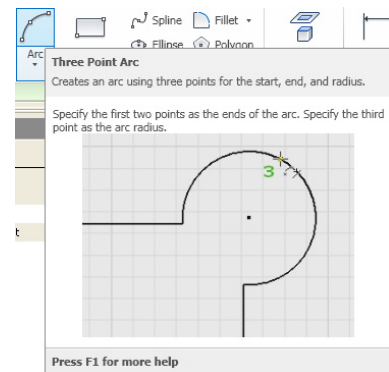 Spline
Fillet
Arc
Ellipse
Polygon
Three Point Arc
Creates an arc using three points for the start, end, and radius.
Specify the first two points as the ends of the arc. Specify the third
point as the arc radius.
3
t
Press F1 for more help